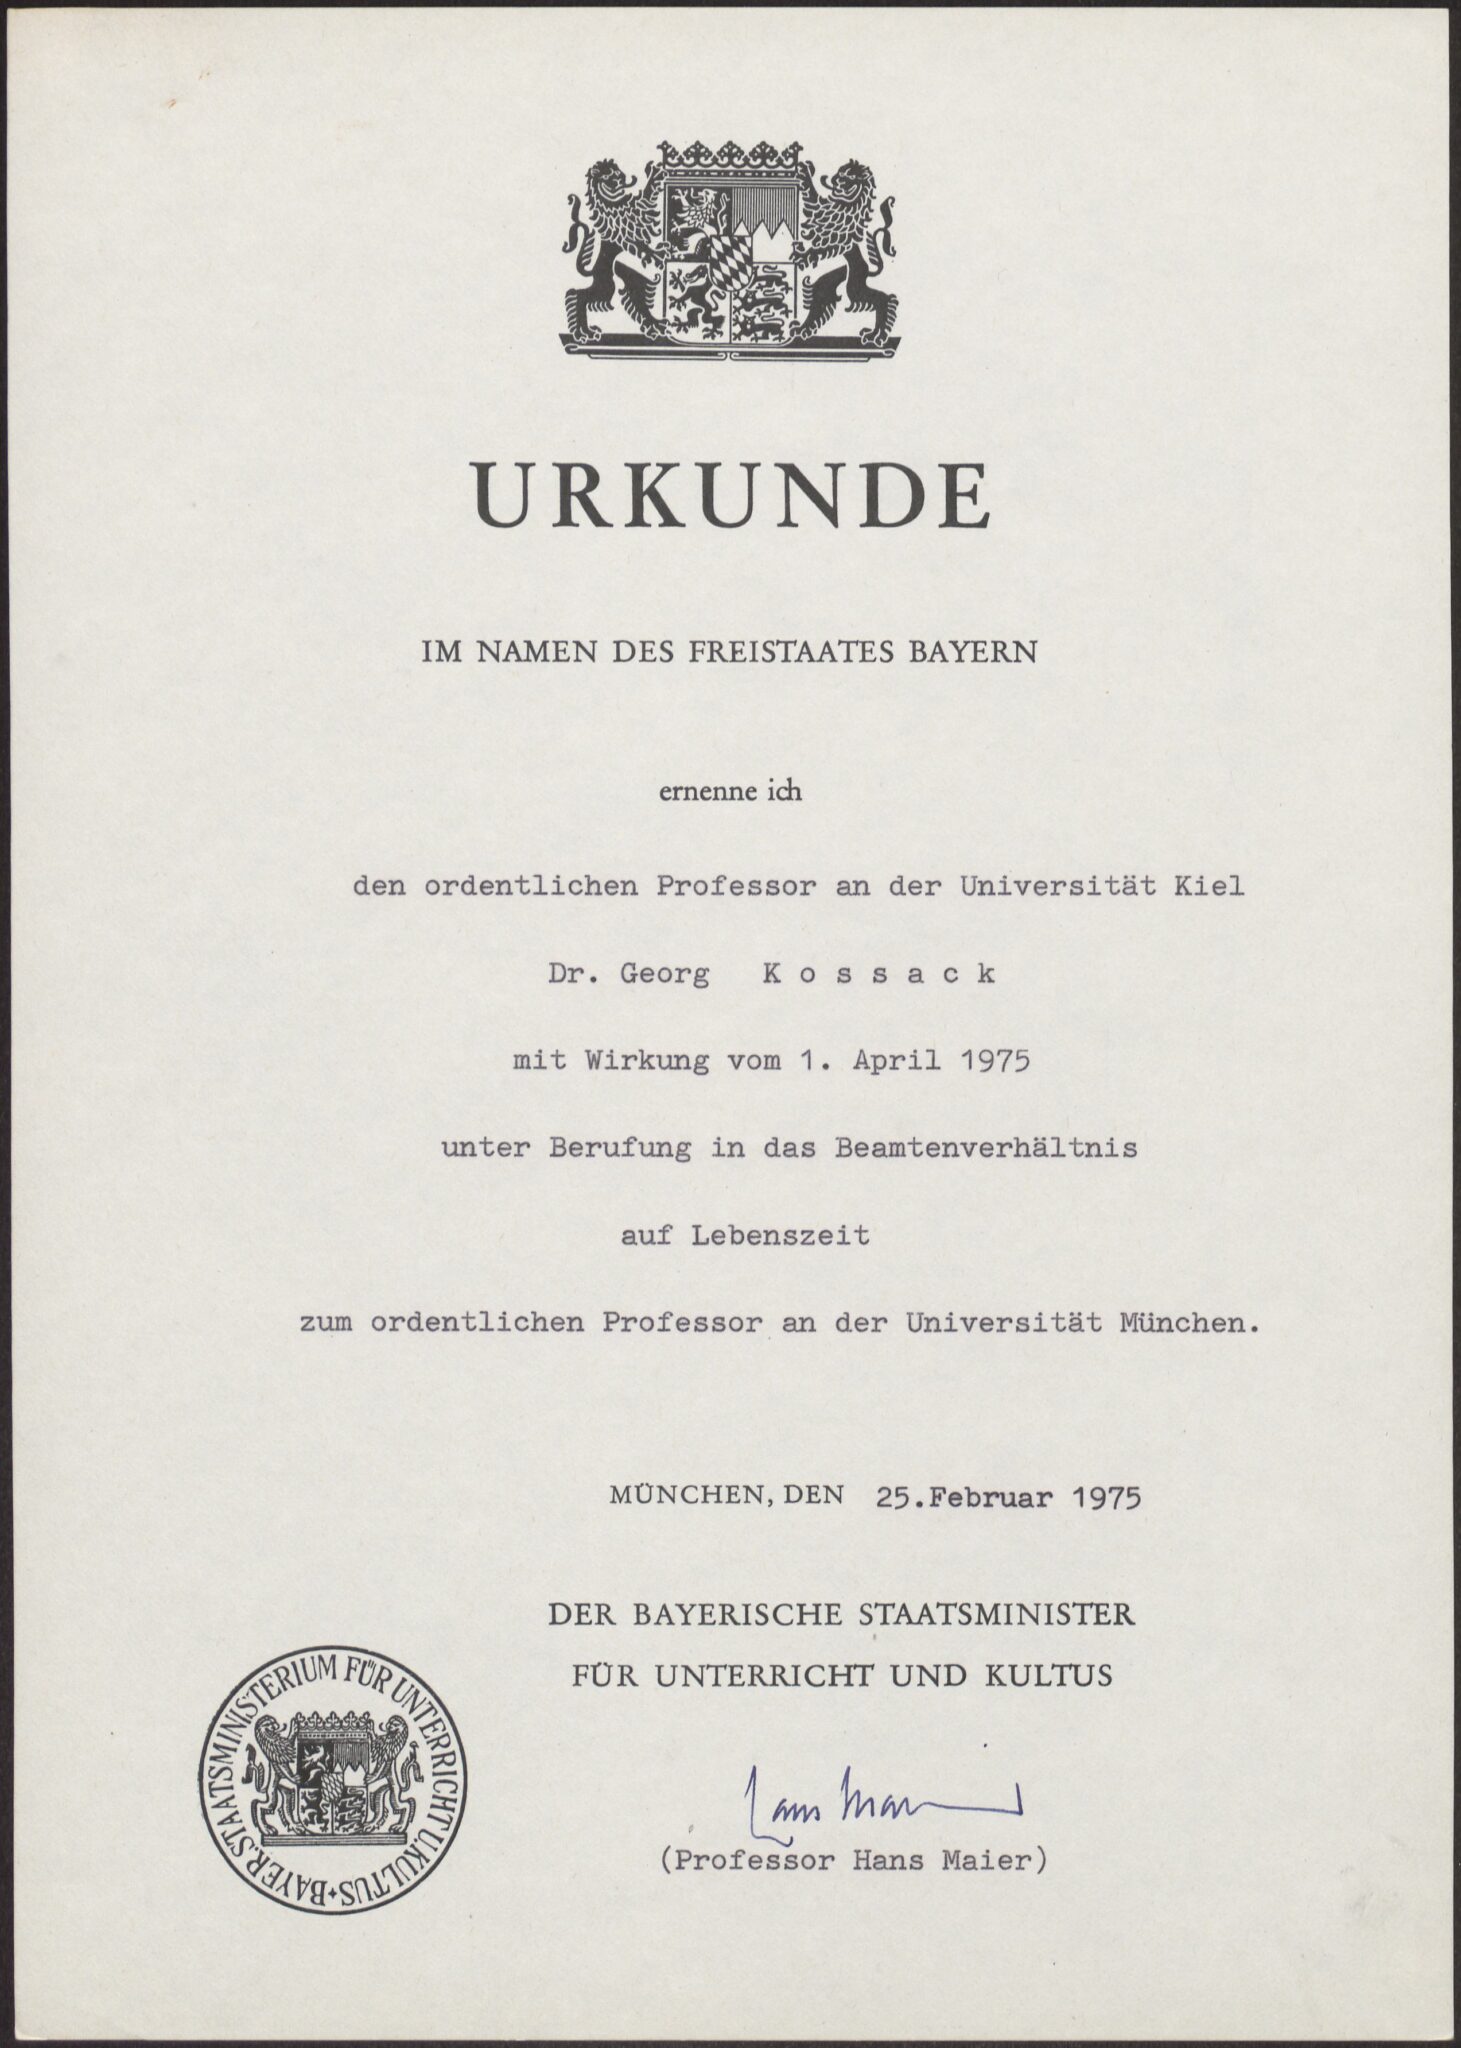 URKUNDE
IM NAMEN DES FREISTAATES BAYERN
ernenne ich
den ordentlichen Professor an der Universität Kiel
Dr. Georg K o s s a c k
mit Wirkung vom 1. April 1975
unter Berufung in das Beamtenverhältnis
auf Lebenszeit
zum ordentlichen Professor an der Universität München.
MÜNCHEN, DEN 25.Februar 1975
DER BAYERISCHE STAATSMINISTER
FÜR UNTERRICHT UND KULTUS
Hans Maier
(Professor Hans Maier)
BAYER.STAATSMINISTERIUM FÜR UNTERRICHT U.KULTUS